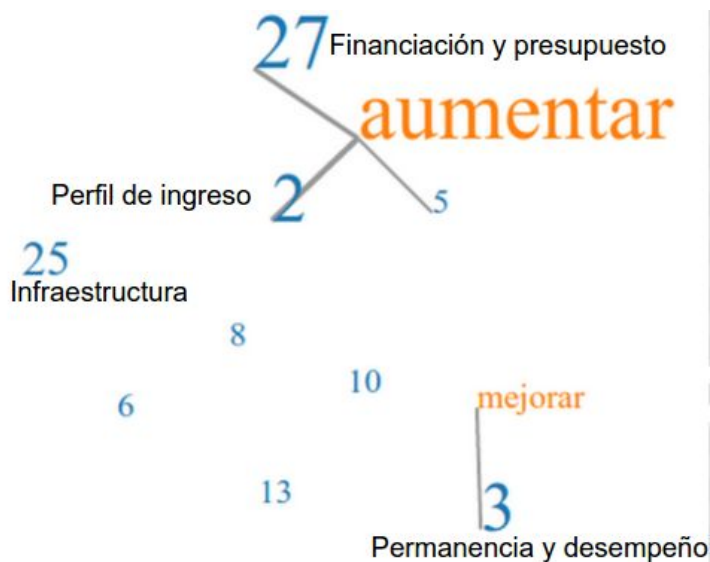 27 Financiación y presupuesto
aumentar
Perfil de ingreso 2 5
25
Infraestructura
8
10
6 mejorar
13
3
Permanencia y desempeño